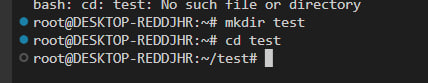 bash: cd: test: No such file or directory
root@DESKTOP-REDDJHR:~# mkdir test
root@DESKTOP-REDDJHR:~# cd test
root@DESKTOP-REDDJHR:~/test#